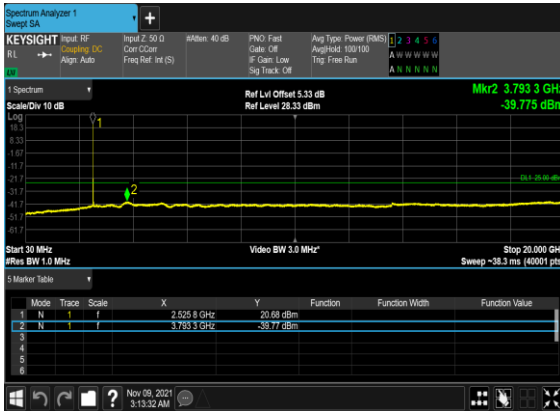 Spectrum Analyzer 1
Swept SA
+
KEYSIGHT Input: RF Input Z: 50 Ω #Atten: 40 dB PNO: Fast Avg Type: Power (RMS) 1 2 3 4 5 6
RL Coupling: DC Corr CCorr Gate: Off Avg|Hold: 100/100 A W W W W W
Align: Auto Freq Ref: Int (S) IF Gain: Low Trig: Free Run
Sig Track: Off A N N N N N
1 Spectrum Ref Lvl Offset 5.33 dB Mkr2 3.793 3 GHz
Scale/Div 10 dB Ref Level 28.33 dBm -39.775 dBm
Log
18.3
8.33
-1.67
-11.7
-21.7
-31.7
-41.7
-51.7
-61.7
1
2
DL1 -25.00 dBm
Start 30 MHz Video BW 3.0 MHz* Stop 20.000 GHz
#Res BW 1.0 MHz Sweep ~38.3 ms (40001 pts)
5 Marker Table
Mode Trace Scale X Y Function Function Width Function Value
1 N 1 f 2.525 8 GHz 20.68 dBm
2 N 1 f 3.793 3 GHz -39.77 dBm
3
4
5
6
? Nov 09, 2021
3:13:32 AM